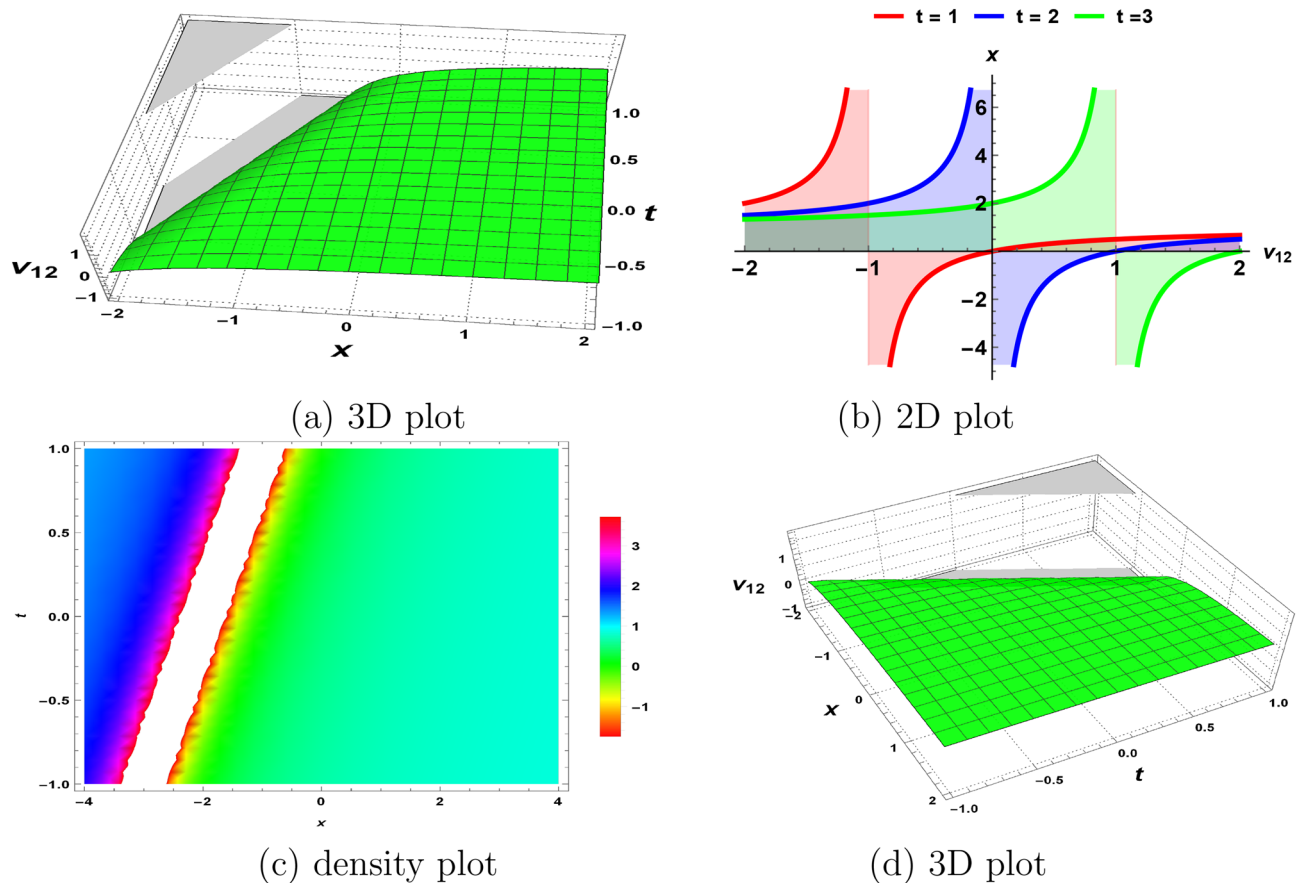 t = 1 t = 2 t =3
1.0
0.5
0.0 t
−0.5
−1.0
1
v12 0
−1
−2 −1 0 1 2
x
x
6
4
2
−2 −1 1 2 v12
−2
−4
(a) 3D plot
(b) 2D plot
1.0
0.5
t 0.0
−0.5
−1.0
−4 −2 0 2 4
x
3
2
1
0
−1
1
v12 0
−1
−2
−1
x 0
1
2
−1.0 −0.5 0.0 0.5 1.0
t
(c) density plot
(d) 3D plot